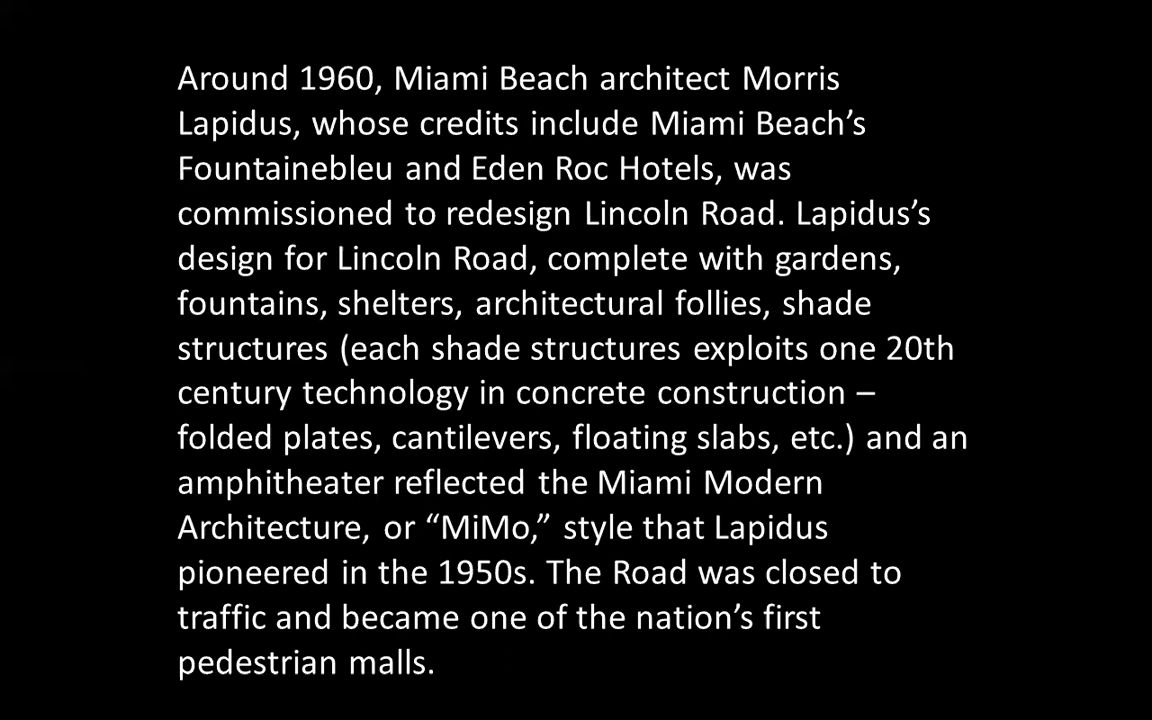 Around 1960, Miami Beach architect Morris
Lapidus, whose credits include Miami Beach’s
Fountainebleu and Eden Roc Hotels, was
commissioned to redesign Lincoln Road. Lapidus’s
design for Lincoln Road, complete with gardens,
fountains, shelters, architectural follies, shade
structures (each shade structures exploits one 20th
century technology in concrete construction –
folded plates, cantilevers, floating slabs, etc.) and an
amphitheater reflected the Miami Modern
Architecture, or “MiMo,” style that Lapidus
pioneered in the 1950s. The Road was closed to
traffic and became one of the nation’s first
pedestrian malls.